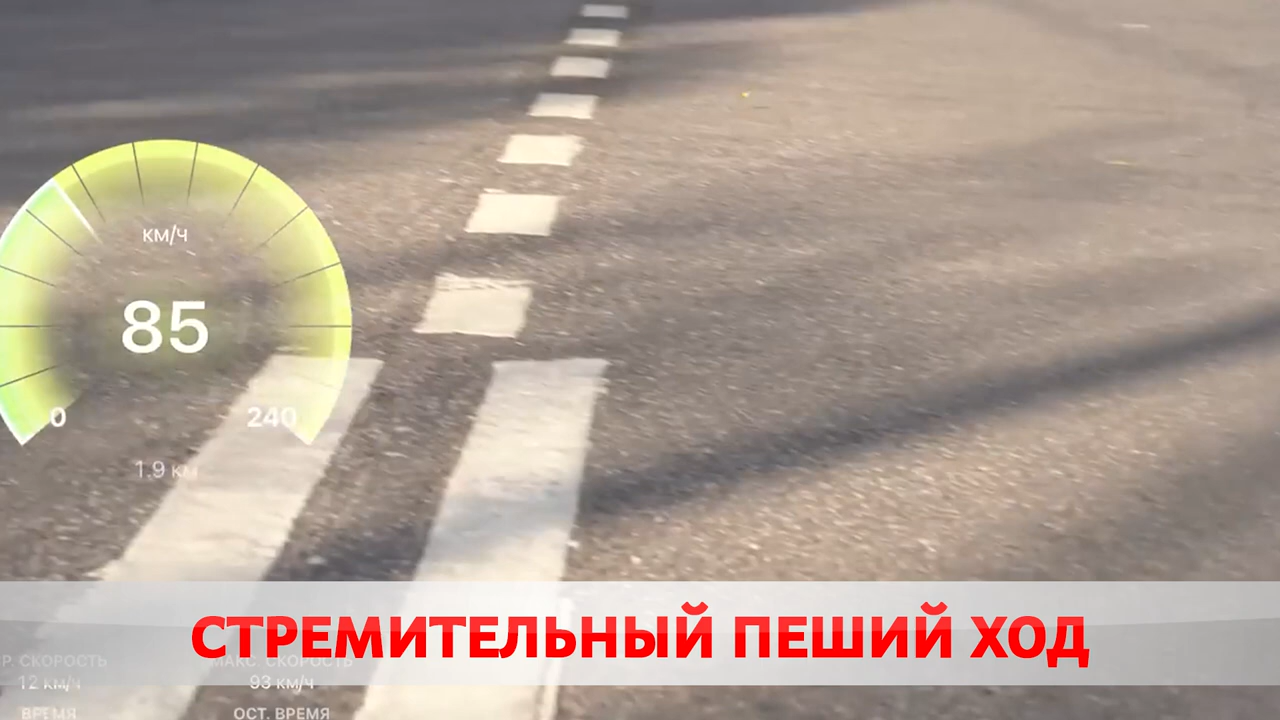 КМ/Ч
85
0 240
1.9 км
СТРЕМИТЕЛЬНЫЙ ПЕШИЙ ХОД
Р. СКОРОСТЬ МАКС. СКОРОСТЬ
12 км/ч 93 км/ч
ВРЕМЯ ОСТ. ВРЕМЯ